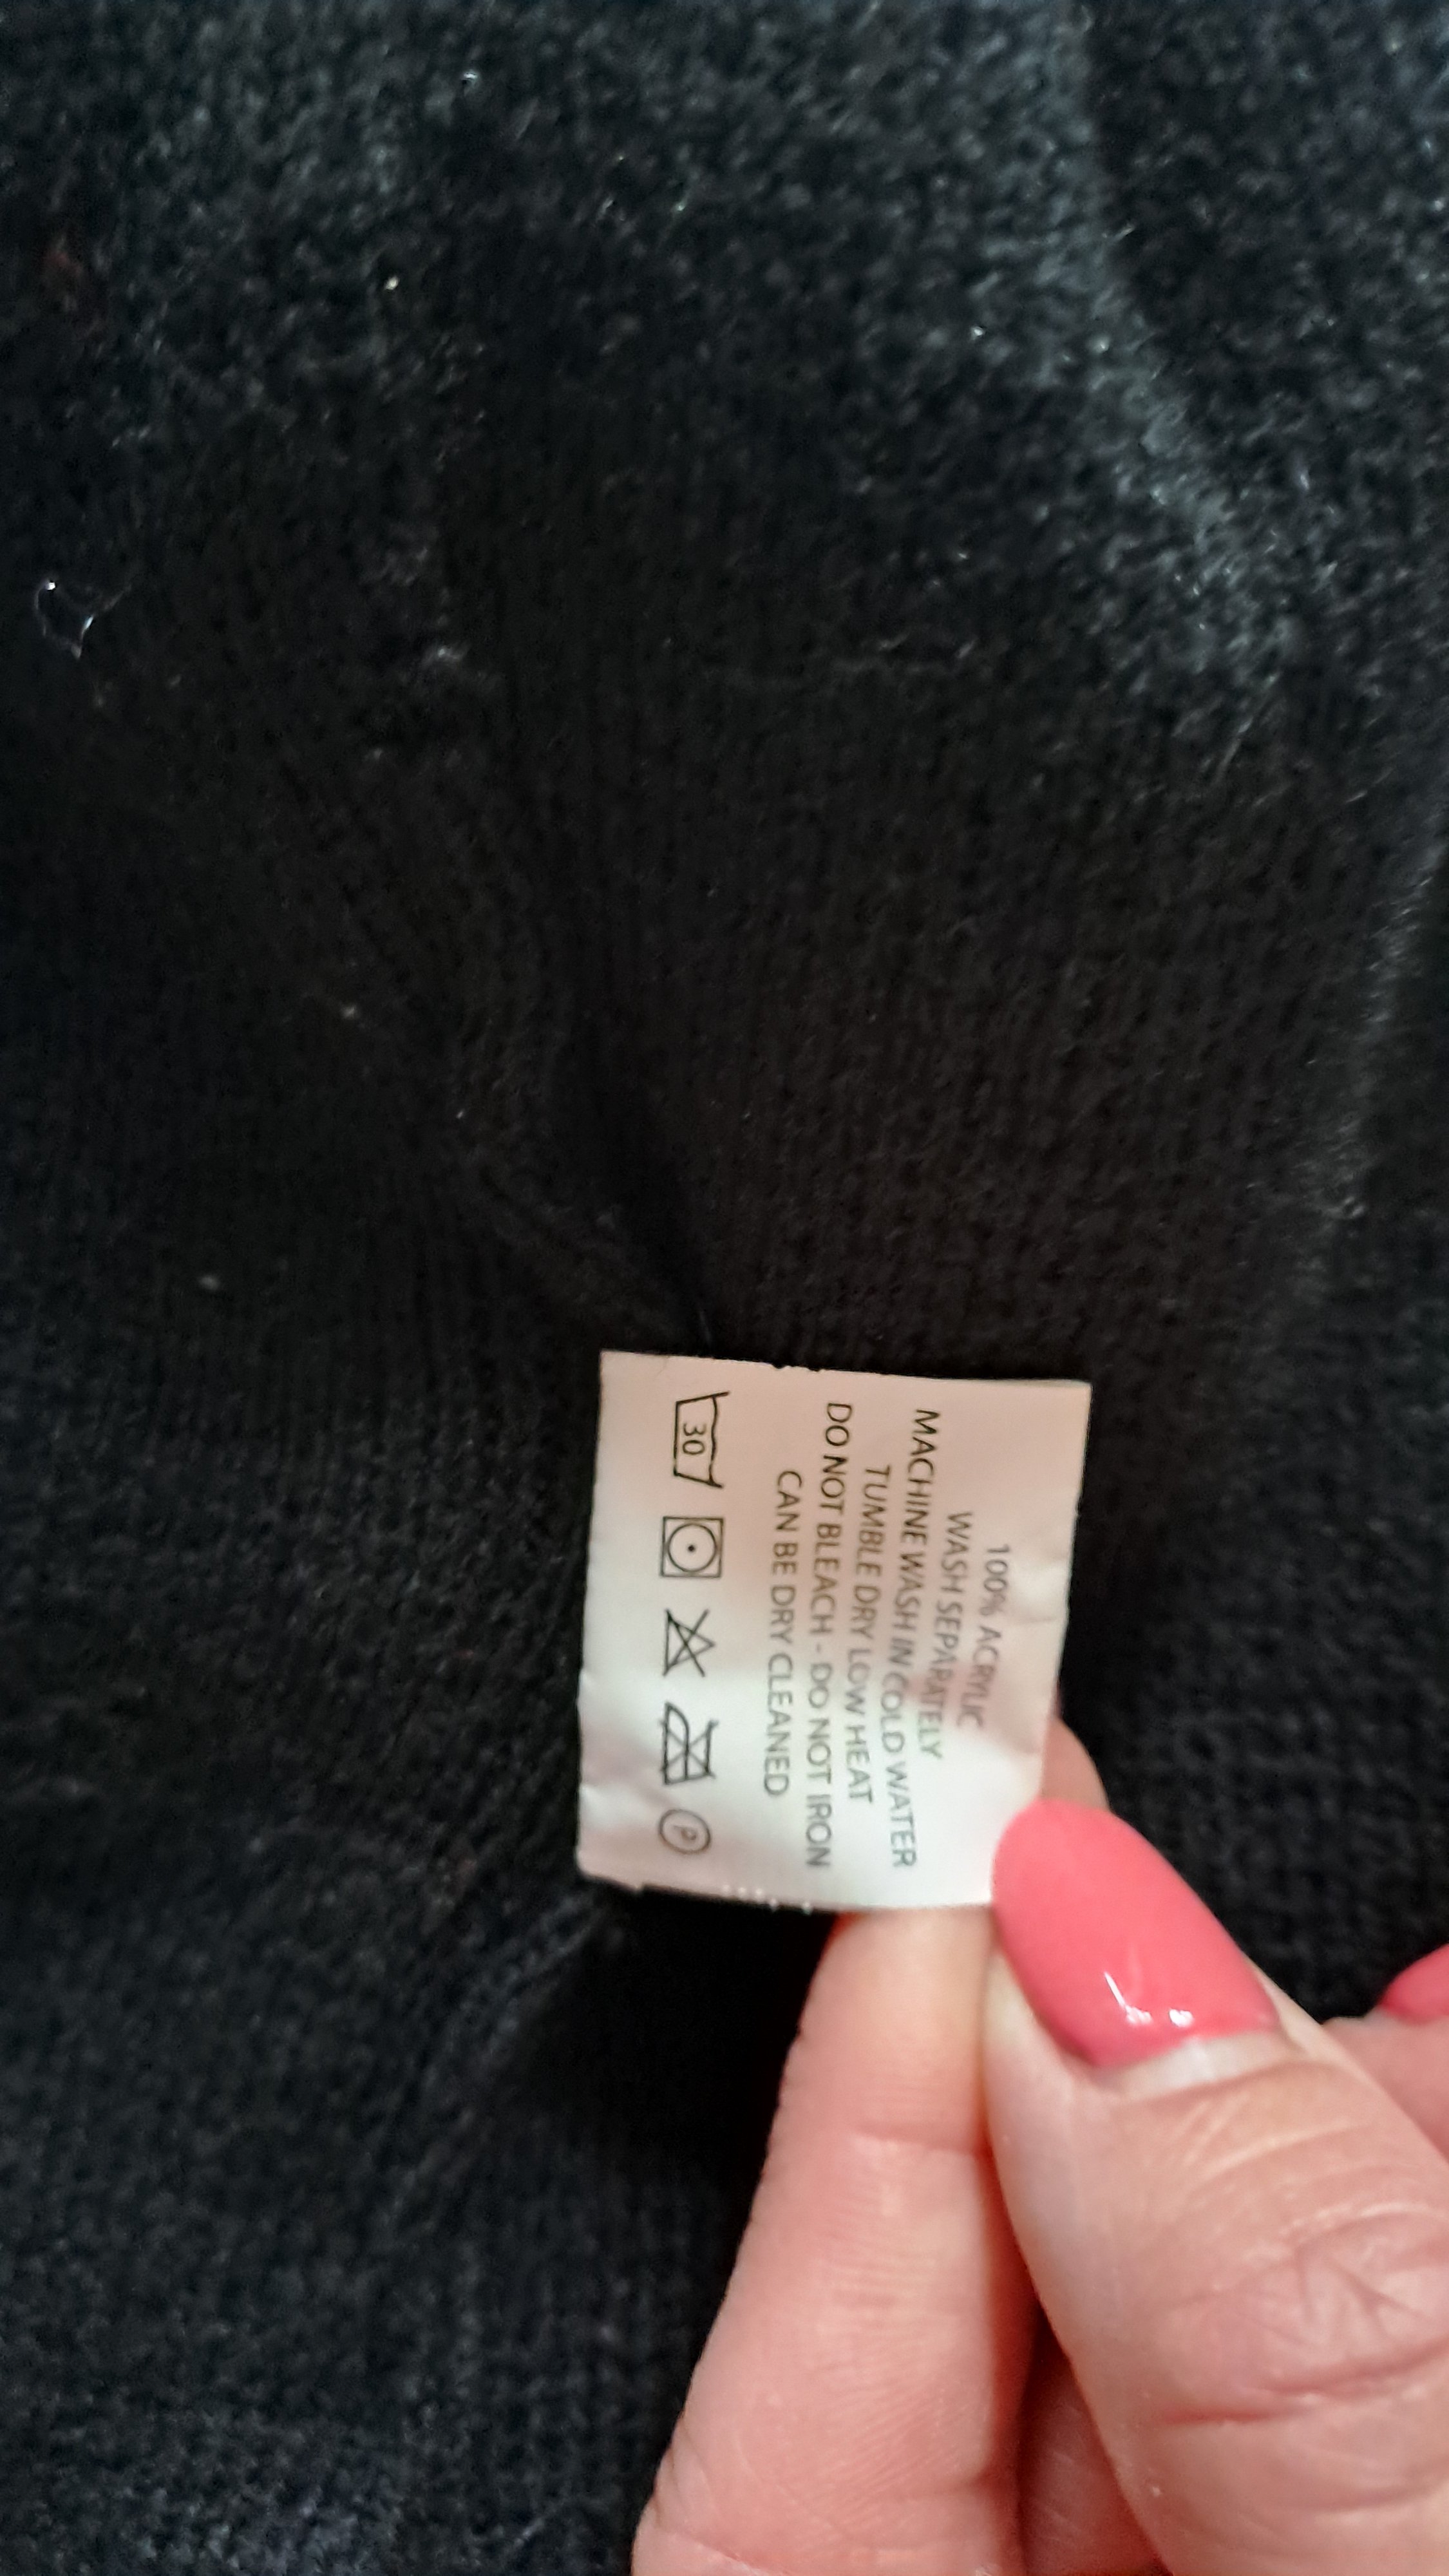 100% ACRYLIC
WASH SEPARATELY
MACHINE WASH IN COLD WATER
TUMBLE DRY LOW HEAT
DO NOT BLEACH - DO NOT IRON
CAN BE DRY CLEANED
30 P